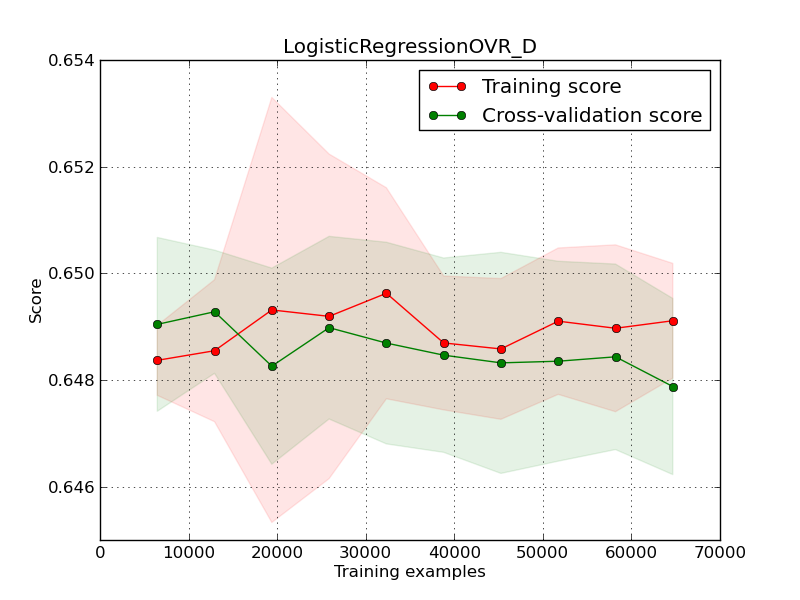 LogisticRegressionOVR_D
Training score
Cross-validation score
0.654
0.652
0.650
0.648
0.646
Score
0 10000 20000 30000 40000 50000 60000 70000
Training examples